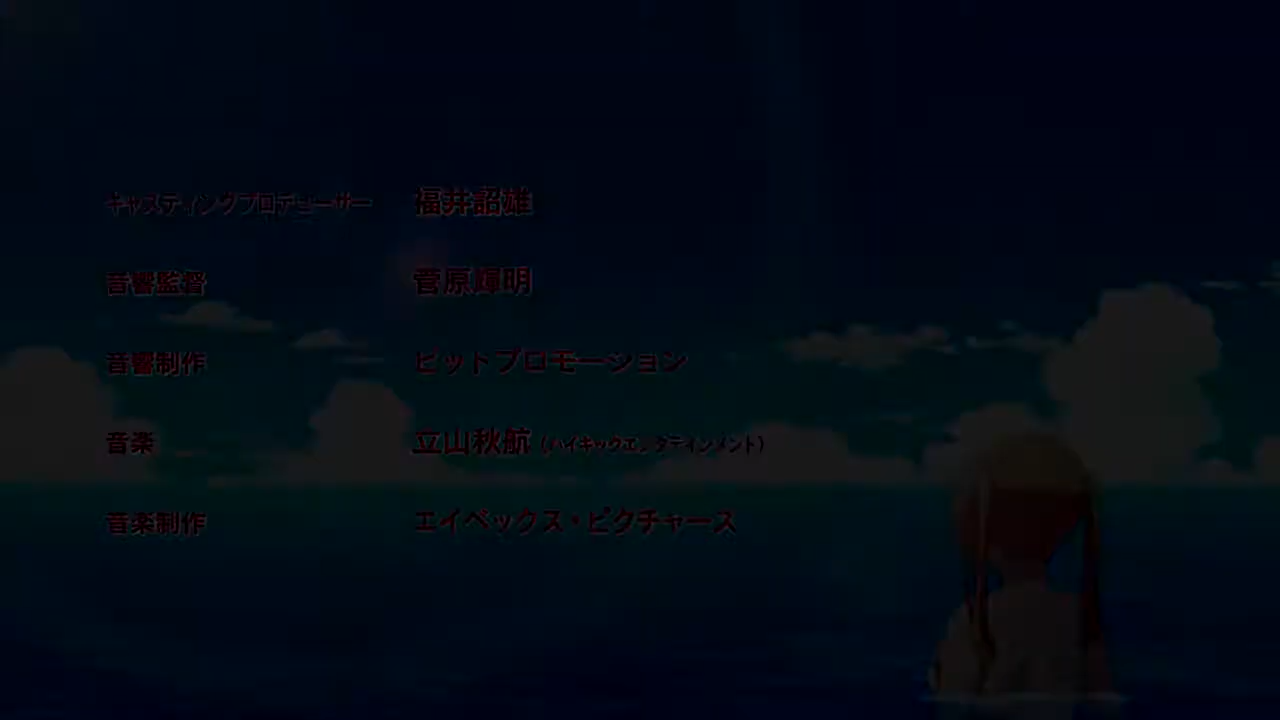 キャスティングプロデューサー 福井韶雄
音響監督 菅原輝明
音響制作 ビットプロモーション
音楽 立山秋航 (ハイキックエンタテインメント)
音楽制作 エイベックス・ピクチャーズ